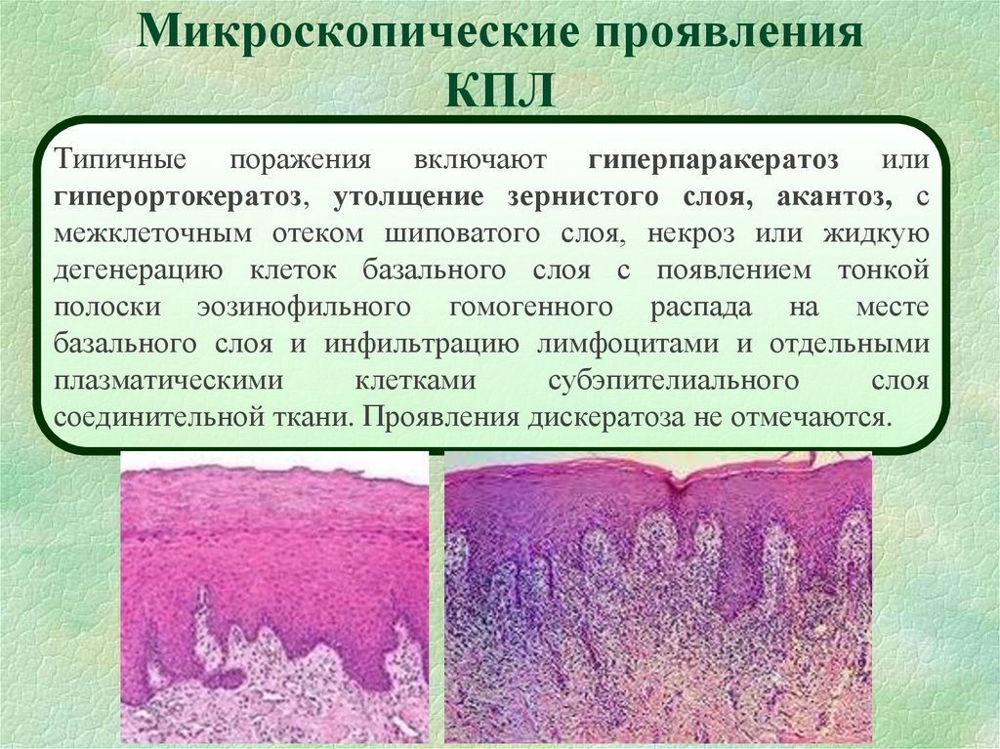 Микроскопические проявления
КПЛ
Типичные поражения включают гиперпаракератоз или
гиперортокератоз, утолщение зернистого слоя, акантоз, с
межклеточным отеком шиповатого слоя, некроз или жидкую
дегенерацию клеток базального слоя с появлением тонкой
полоски эозинофильного гомогенного распада на месте
базального слоя и инфильтрацию лимфоцитами и отдельными
плазматическими клетками субэпителиального слоя
соединительной ткани. Проявления дискератоза не отмечаются.